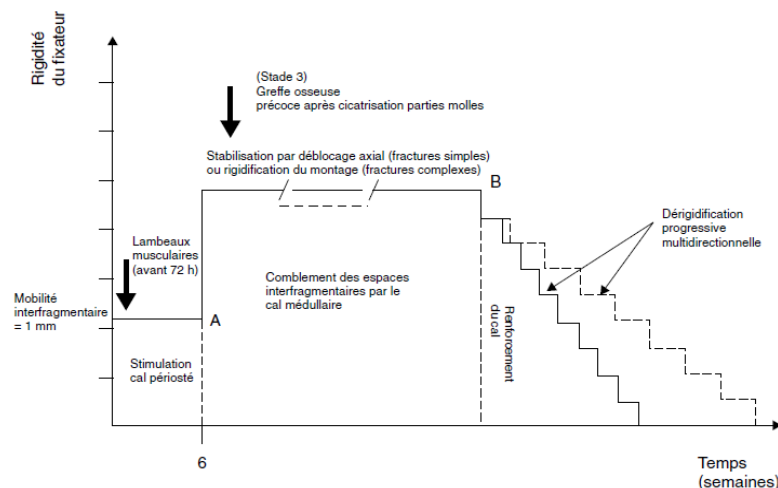 Rigidité
du fixateur
(Stade 3)
Greffe osseuse
précoce après cicatrisation parties molles
Stabilisation par déblocage axial (fractures simples)
ou rigidification du montage (fractures complexes)
B
Dérigidification
progressive
multidirectionnelle
Lambeaux
musculaires
(avant 72 h)
Mobilité
interfragmentaire
= 1 mm
A
Comblement des espaces
interfragmentaires par le
cal médullaire
Renforcement
du cal
Stimulation
cal périosté
6
Temps
(semaines)